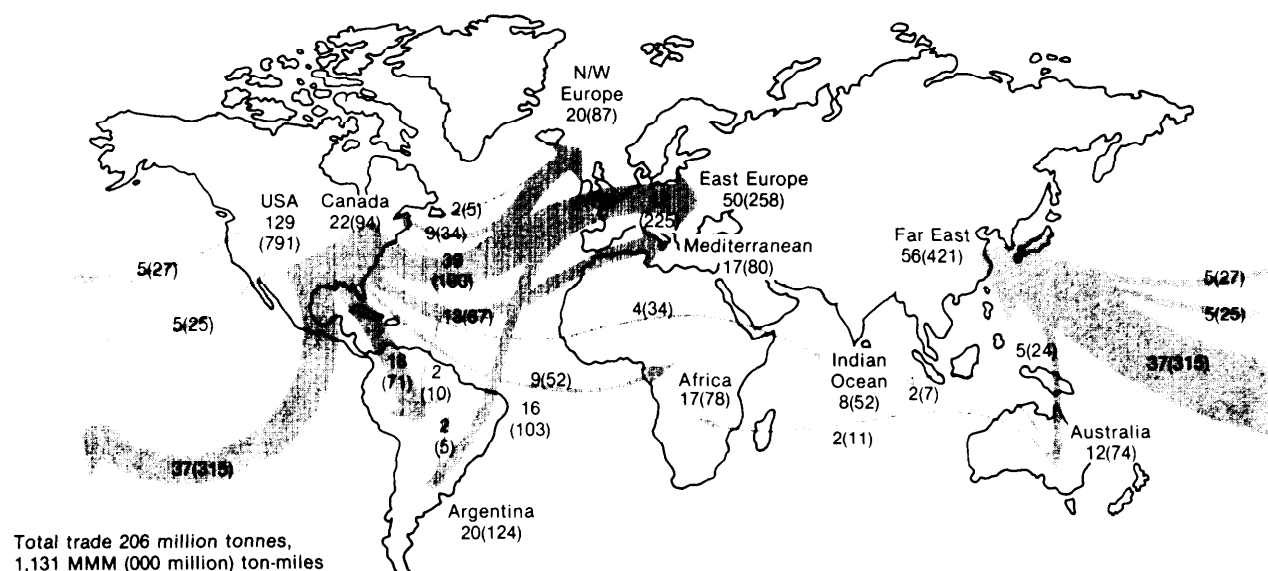 N/W
Europe
20(87)
USA
129
(791)
Canada
22(94)
2(5)
9(34)
East Europe
50(258)
(225)
Mediterranean
17(80)
Far East
56(421)
5(27)
5(25)
(180)
13(67)
4(34)
5(27)
5(25)
37(315)
(71)
2
(10)
9(52)
16
(103)
2
(5)
Africa
17(78)
Indian
Ocean
8(52)
2(7)
5(24)
2(11)
Australia
12(74)
37(315)
Argentina
20(124)
Total trade 206 million tonnes,
1,131 MMM (000 million) ton-miles